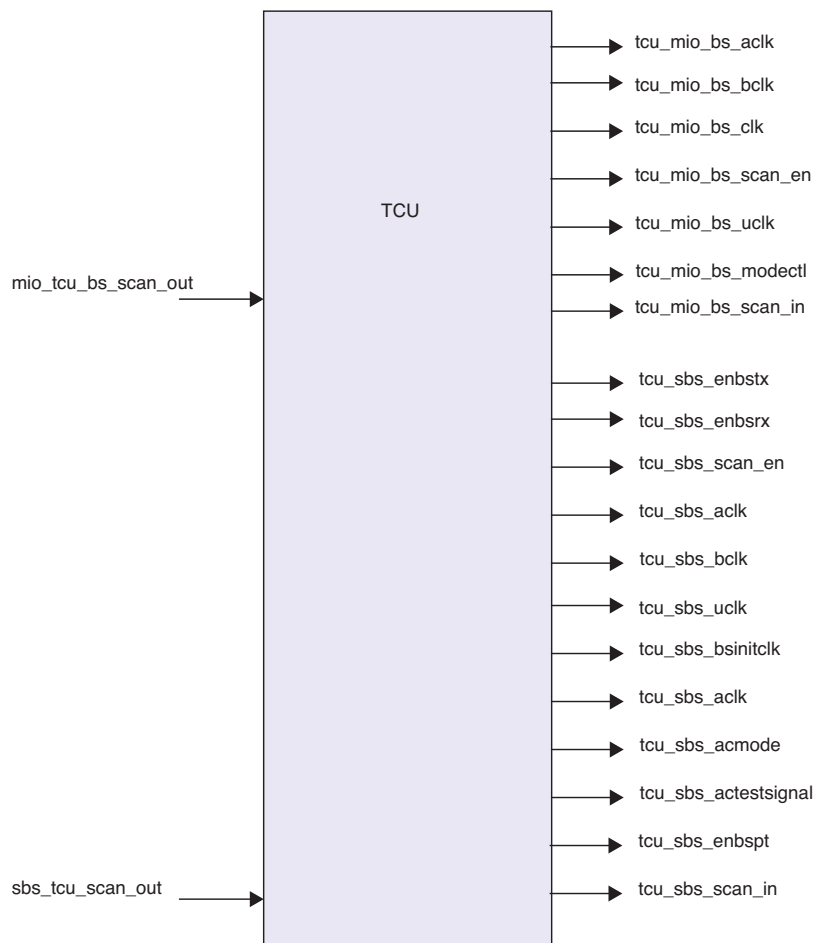 tcu_mio_bs_aclk
tcu_mio_bs_bclk
tcu_mio_bs_clk
tcu_mio_bs_scan_en
TCU
tcu_mio_bs_uclk
tcu_mio_bs_modectl
mio_tcu_bs_scan_out
tcu_mio_bs_scan_in
tcu_sbs_enbstx
tcu_sbs_enbsrx
tcu_sbs_scan_en
tcu_sbs_aclk
tcu_sbs_bclk
tcu_sbs_uclk
tcu_sbs_bsinitclk
tcu_sbs_aclk
tcu_sbs_acmode
tcu_sbs_actestsignal
tcu_sbs_enbspt
sbs_tcu_scan_out
tcu_sbs_scan_in